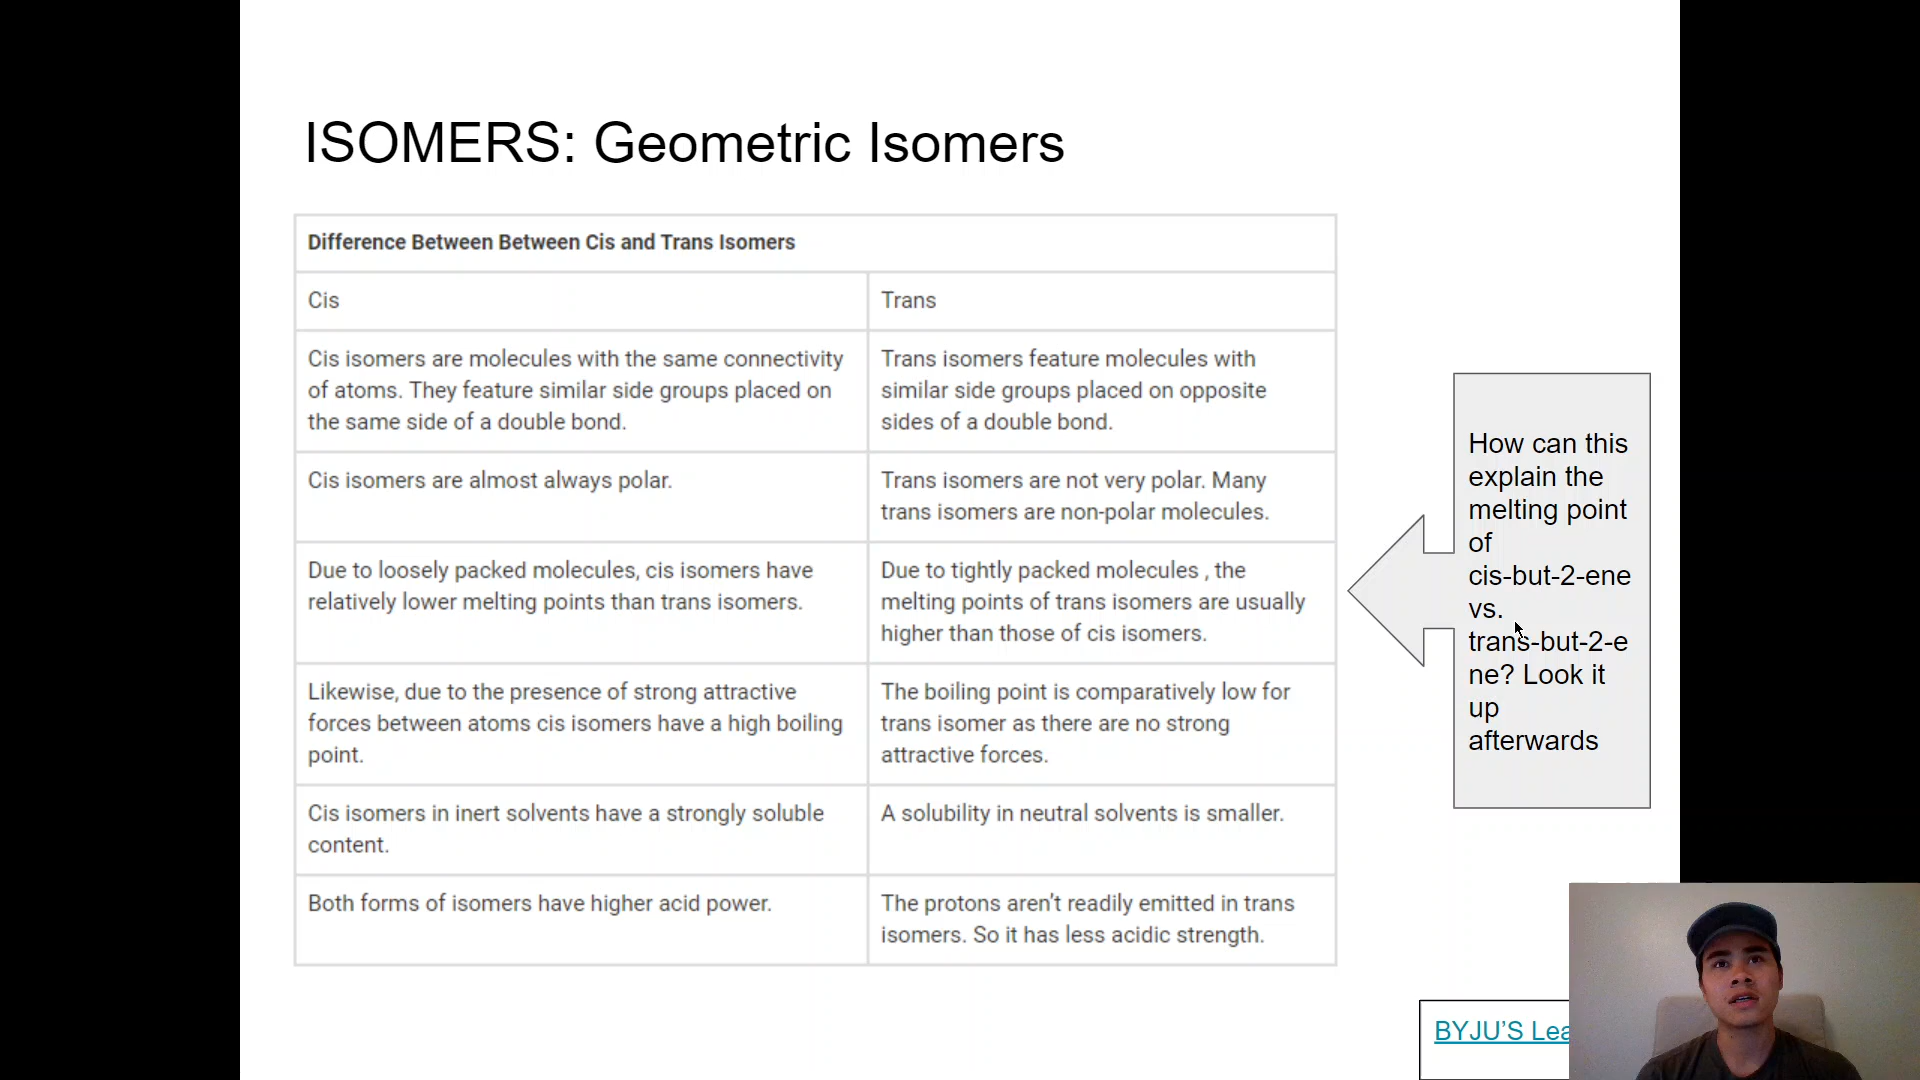 ISOMERS: Geometric Isomers
Difference Between Between Cis and Trans Isomers
Cis
Trans
Cis isomers are molecules with the same connectivity
of atoms. They feature similar side groups placed on
the same side of a double bond.
Trans isomers feature molecules with
similar side groups placed on opposite
sides of a double bond.
Cis isomers are almost always polar.
Trans isomers are not very polar. Many
trans isomers are non-polar molecules.
Due to loosely packed molecules, cis isomers have
relatively lower melting points than trans isomers.
Due to tightly packed molecules , the
melting points of trans isomers are usually
higher than those of cis isomers.
Likewise, due to the presence of strong attractive
forces between atoms cis isomers have a high boiling
point.
The boiling point is comparatively low for
trans isomer as there are no strong
attractive forces.
Cis isomers in inert solvents have a strongly soluble
content.
A solubility in neutral solvents is smaller.
Both forms of isomers have higher acid power.
The protons aren't readily emitted in trans
isomers. So it has less acidic strength.
How can this
explain the
melting point
of
cis-but-2-ene
vs.
trans-but-2-e
ne? Look it
up
afterwards
BYJU'S